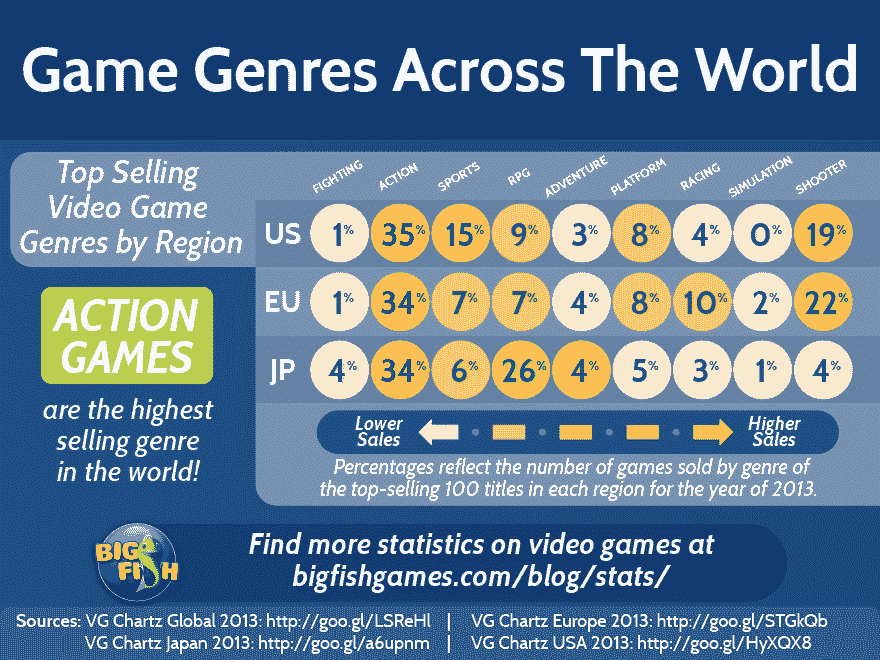 Game Genres Across The World
Top Selling
Video Game
Genres by Region
FIGHTING ACTION SPORTS RPG ADVENTURE PLATFORM RACING SIMULATION SHOOTER
US 1% 35% 15% 9% 3% 8% 4% 0% 19%
EU 1% 34% 7% 7% 4% 8% 10% 2% 22%
JP 4% 34% 6% 26% 4% 5% 3% 1% 4%
ACTION
GAMES
are the highest
selling genre
in the world!
Lower
Sales
Higher
Sales
Percentages reflect the number of games sold by genre of
the top-selling 100 titles in each region for the year of 2013.
BIG
FISH
Find more statistics on video games at
bigfishgames.com/blog/stats/
Sources: VG Chartz Global 2013: http://goo.gl/LSReHl | VG Chartz Europe 2013: http://goo.gl/STGkQb
VG Chartz Japan 2013: http://goo.gl/a6upnm | VG Chartz USA 2013: http://goo.gl/HyXQX8